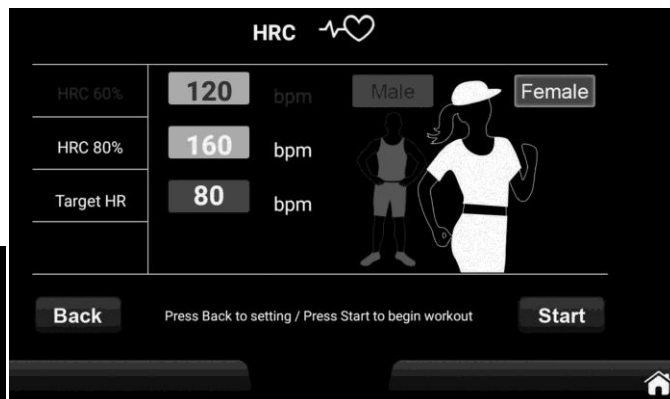 HRC
HRC 60% 120 bpm Male Female
HRC 80% 160 bpm
Target HR 80 bpm
Back Press Back to setting / Press Start to begin workout Start